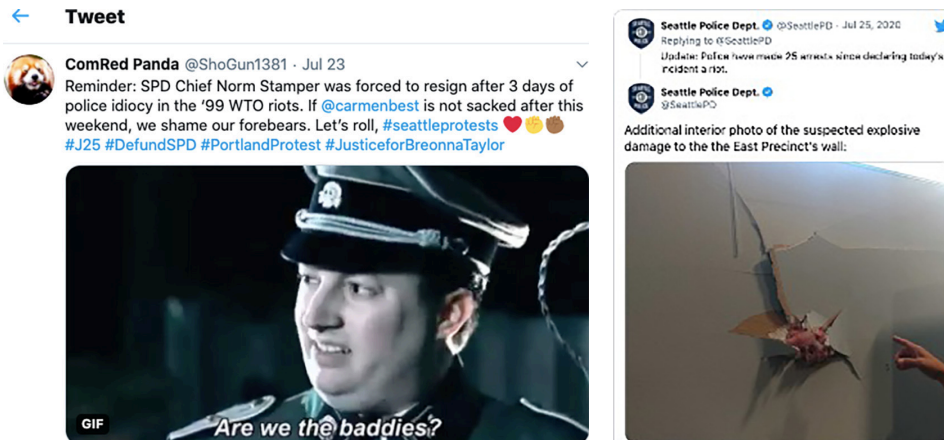 Tweet
ComRed Panda @ShoGun1381 · Jul 23
Reminder: SPD Chief Norm Stamper was forced to resign after 3 days of
police idiocy in the '99 WTO riots. If @carmenbest is not sacked after this
weekend, we shame our forebears. Let's roll, #seattleprotests ❤️✊✊🏾
#J25 #DefundSPD #PortlandProtest #JusticeforBreonnaTaylor
Are we the baddies?
GIF
Seattle Police Dept. @SeattlePD · Jul 25, 2020
Replying to @SeattlePD
Update: Police have made 25 arrests since declaring today's
incident a riot.
Seattle Police Dept.
@SeattlePD
Additional interior photo of the suspected explosive
damage to the the East Precinct's wall: